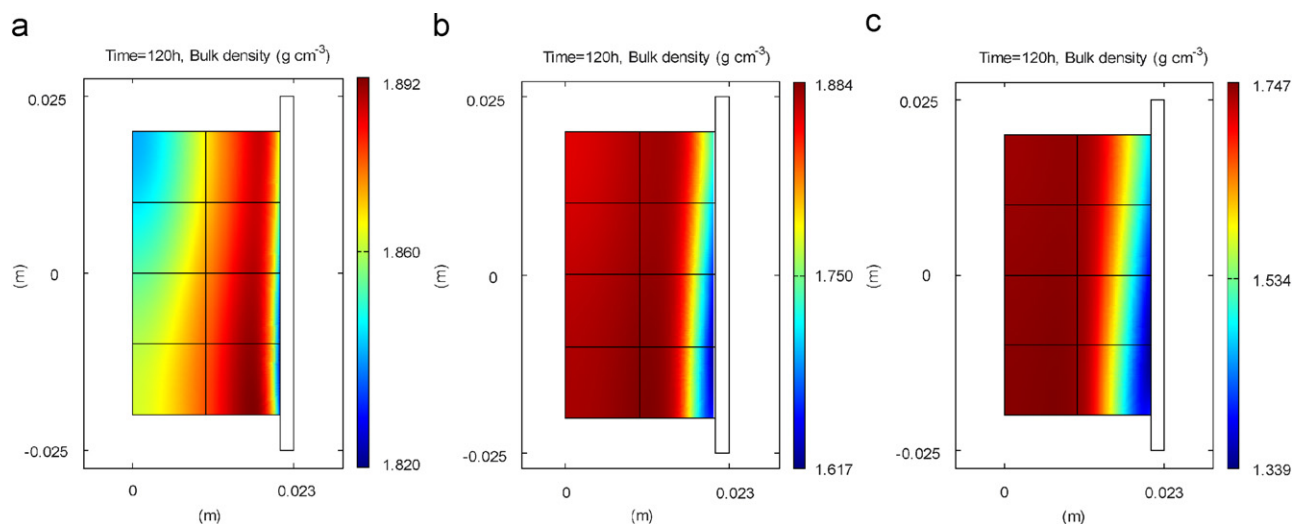 a
Time=120h, Bulk density (g cm⁻³)
0.025
0
-0.025
(m)
0
0.023
(m)
1.892
1.860
1.820
b
Time=120h, Bulk density (g cm⁻³)
0.025
0
-0.025
(m)
0
0.023
(m)
1.884
1.750
1.617
c
Time=120h, Bulk density (g cm⁻³)
0.025
0
-0.025
(m)
0
0.023
(m)
1.747
1.534
1.339